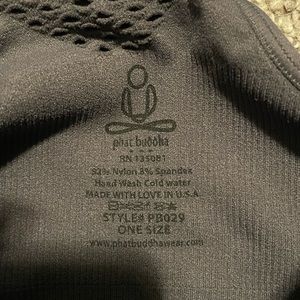 phat buddha
RN 135081
92% Nylon 8% Spandex
Hand Wash Cold water
MADE WITH LOVE IN U.S.A.
STYLE# PB029
ONE SIZE
www.phatbuddhawear.com